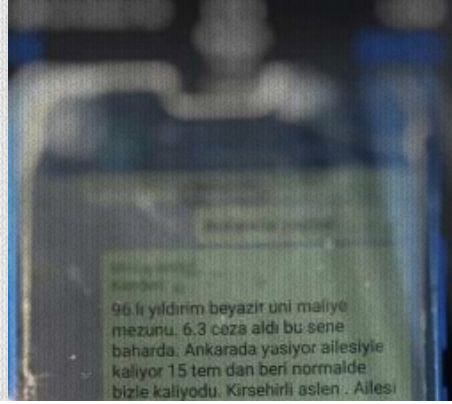 96 lı yıldırım beyazıt uni maliye
mezunu. 6.3 ceza aldı bu sene
baharda. Ankarada yasiyor ailesiyle
kaliyor 15 tem dan beri normalde
bizle kaliyodu. Kirsehirli aslen . Ailesi